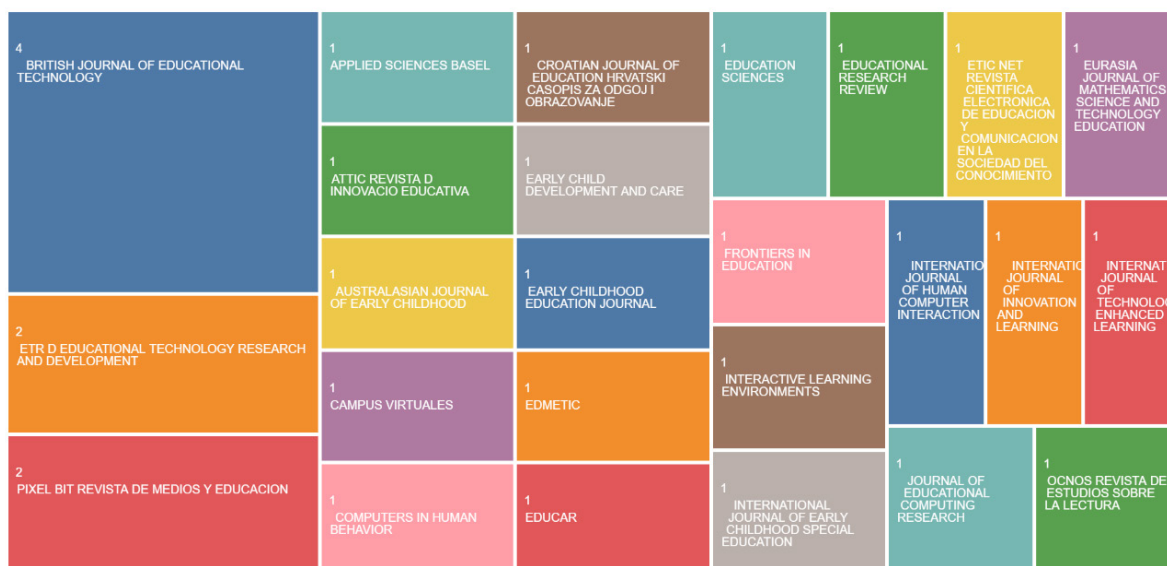 4
BRITISH JOURNAL OF EDUCATIONAL
TECHNOLOGY
2
ETR D EDUCATIONAL TECHNOLOGY RESEARCH
AND DEVELOPMENT
2
PIXEL BIT REVISTA DE MEDIOS Y EDUCACION
1
APPLIED SCIENCES BASEL
1
ATTIC REVISTA D
INNOVACIO EDUCATIVA
1
AUSTRALASIAN JOURNAL
OF EARLY CHILDHOOD
1
CAMPUS VIRTUALES
1
COMPUTERS IN HUMAN
BEHAVIOR
1
CROATIAN JOURNAL OF
EDUCATION HRVATSKI
CASOPIS ZA ODGOJ I
OBRAZOVANJE
1
EARLY CHILD
DEVELOPMENT AND CARE
1
EARLY CHILDHOOD
EDUCATION JOURNAL
1
EDMETIC
1
EDUCAR
1
EDUCATION
SCIENCES
1
EDUCATIONAL
RESEARCH
REVIEW
1
ETIC NET
REVISTA
CIENTIFICA
ELECTRONICA
DE EDUCACION
Y
COMUNICACION
EN LA
SOCIEDAD DEL
CONOCIMIENTO
1
EURASIA
JOURNAL OF
MATHEMATICS
SCIENCE AND
TECHNOLOGY
EDUCATION
1
FRONTIERS IN
EDUCATION
1
INTERACTIVE LEARNING
ENVIRONMENTS
1
INTERNATIONAL
JOURNAL OF EARLY
CHILDHOOD SPECIAL
EDUCATION
1
INTERNATIO
JOURNAL
OF HUMAN
COMPUTER
INTERACTION
1
INTERNATIC
JOURNAL
OF
INNOVATION
AND
LEARNING
1
INTERNAT
JOURNAL
OF
TECHNOLO
ENHANCED
LEARNING
1
JOURNAL OF
EDUCATIONAL
COMPUTING
RESEARCH
1
OCNOS REVISTA DE
ESTUDIOS SOBRE
LA LECTURA